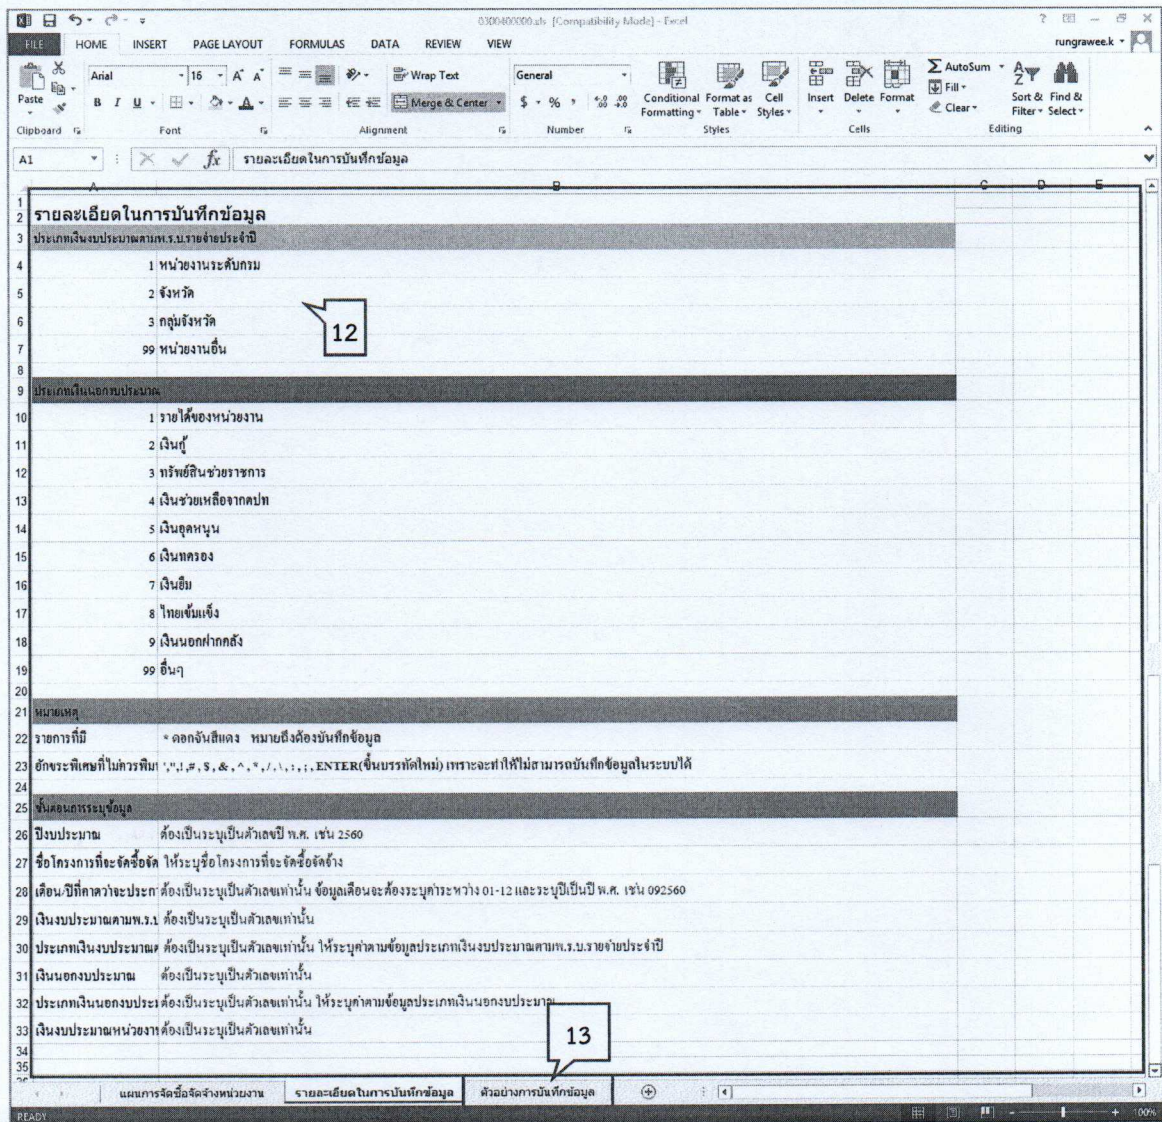 0300400000.xls [Compatibility Mode] - Excel
FILE HOME INSERT PAGE LAYOUT FORMULAS DATA REVIEW VIEW rungrawee.k
Arial 16 A A Wrap Text General Conditional Format as Cell Insert Delete Format AutoSum Sort & Find &
Paste B I U A Merge & Center $ % , Formatting Table Styles Fill Clear Filter Select
Clipboard Font Alignment Number Styles Cells Editing
A1 fx รายละเอียดในการบันทึกข้อมูล
A B C D E
1
2 รายละเอียดในการบันทึกข้อมูล
3 ประเภทเงินงบประมาณตามพ.ร.บ.รายจ่ายประจำปี
4 1 หน่วยงานระดับกรม
5 2 จังหวัด
6 3 กลุ่มจังหวัด
12
7 99 หน่วยงานอื่น
8
9 ประเภทเงินนอกงบประมาณ
10 1 รายได้ของหน่วยงาน
11 2 เงินกู้
12 3 ทรัพย์สินช่วยราชการ
13 4 เงินช่วยเหลือจากตปท
14 5 เงินอุดหนุน
15 6 เงินทดรอง
16 7 เงินยืม
17 8 ไทยเข้มแข็ง
18 9 เงินนอกฝากคลัง
19 99 อื่นๆ
20
21 หมายเหตุ
22 รายการที่มี * ดอกจันสีแดง หมายถึงต้องบันทึกข้อมูล
23 อักขระพิเศษที่ไม่ควรพิมพ์ ',",!,#,$,&,^,*,/,\,:,;,ENTER(ขึ้นบรรทัดใหม่) เพราะจะทำให้ไม่สามารถบันทึกข้อมูลในระบบได้
24
25 ขั้นตอนการระบุข้อมูล
26 ปีงบประมาณ ต้องเป็นระบุเป็นตัวเลขปี พ.ศ. เช่น 2560
27 ชื่อโครงการที่จะจัดซื้อจัด ให้ระบุชื่อโครงการที่จะจัดซื้อจัดจ้าง
28 เดือน/ปีที่คาดว่าจะประกา ต้องเป็นระบุเป็นตัวเลขเท่านั้น ข้อมูลเดือนจะต้องระบุค่าระหว่าง 01-12 และระบุปีเป็นปี พ.ศ. เช่น 092560
29 เงินงบประมาณตามพ.ร.บ. ต้องเป็นระบุเป็นตัวเลขเท่านั้น
30 ประเภทเงินงบประมาณต ต้องเป็นระบุเป็นตัวเลขเท่านั้น ให้ระบุค่าตามข้อมูลประเภทเงินงบประมาณตามพ.ร.บ.รายจ่ายประจำปี
31 เงินนอกงบประมาณ ต้องเป็นระบุเป็นตัวเลขเท่านั้น
32 ประเภทเงินนอกงบประม ต้องเป็นระบุเป็นตัวเลขเท่านั้น ให้ระบุค่าตามข้อมูลประเภทเงินนอกงบประมาณ
33 เงินงบประมาณหน่วยงาน ต้องเป็นระบุเป็นตัวเลขเท่านั้น
13
34
35
แผนการจัดซื้อจัดจ้างหน่วยงาน รายละเอียดในการบันทึกข้อมูล ตัวอย่างการบันทึกข้อมูล
READY 100%